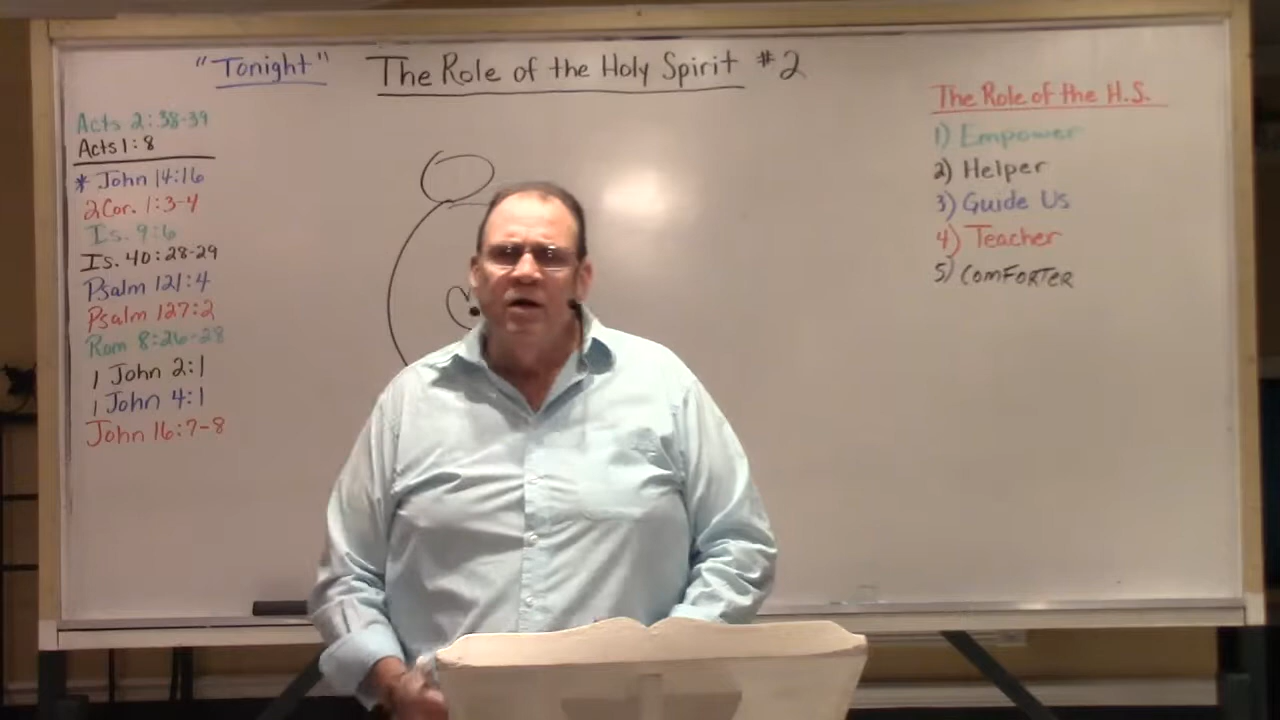 "Tonight" The Role of the Holy Spirit #2
Acts 2:38-39
Acts 1:8
* John 14:16
2 Cor. 1:3-4
Is. 9:6
Is. 40:28-29
Psalm 121:4
Psalm 127:2
Rom 8:26-28
1 John 2:1
1 John 4:1
John 16:7-8
The Role of the H.S.
1) Empower
2) Helper
3) Guide Us
4) Teacher
5) ComFORTER